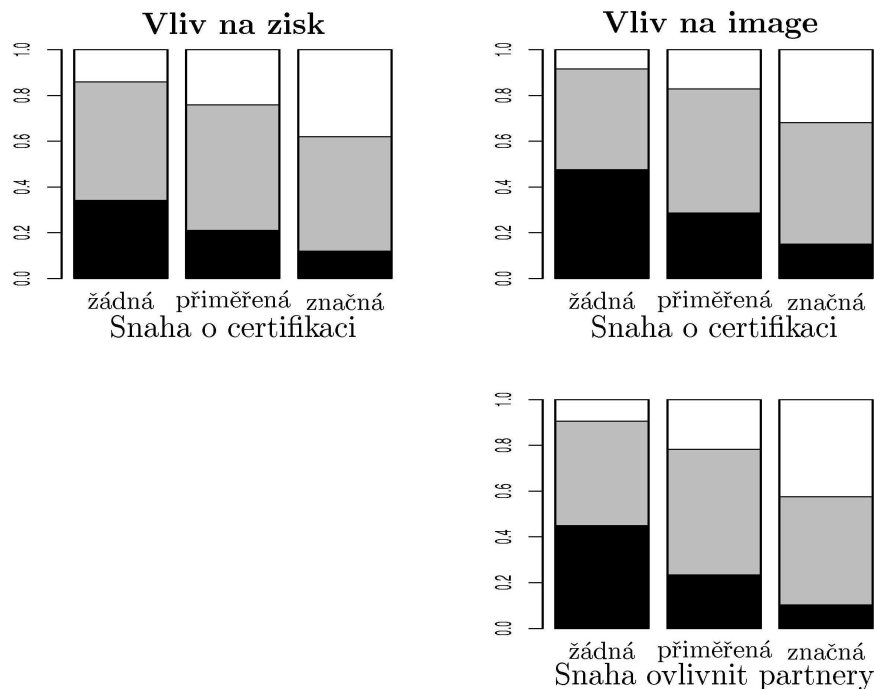 Vliv na zisk
1.0
0.8
0.6
0.4
0.2
0.0
žádná přiměřená značná
Snaha o certifikaci
Vliv na image
1.0
0.8
0.6
0.4
0.2
0.0
žádná přiměřená značná
Snaha o certifikaci
1.0
0.8
0.6
0.4
0.2
0.0
žádná přiměřená značná
Snaha ovlivnit partnery